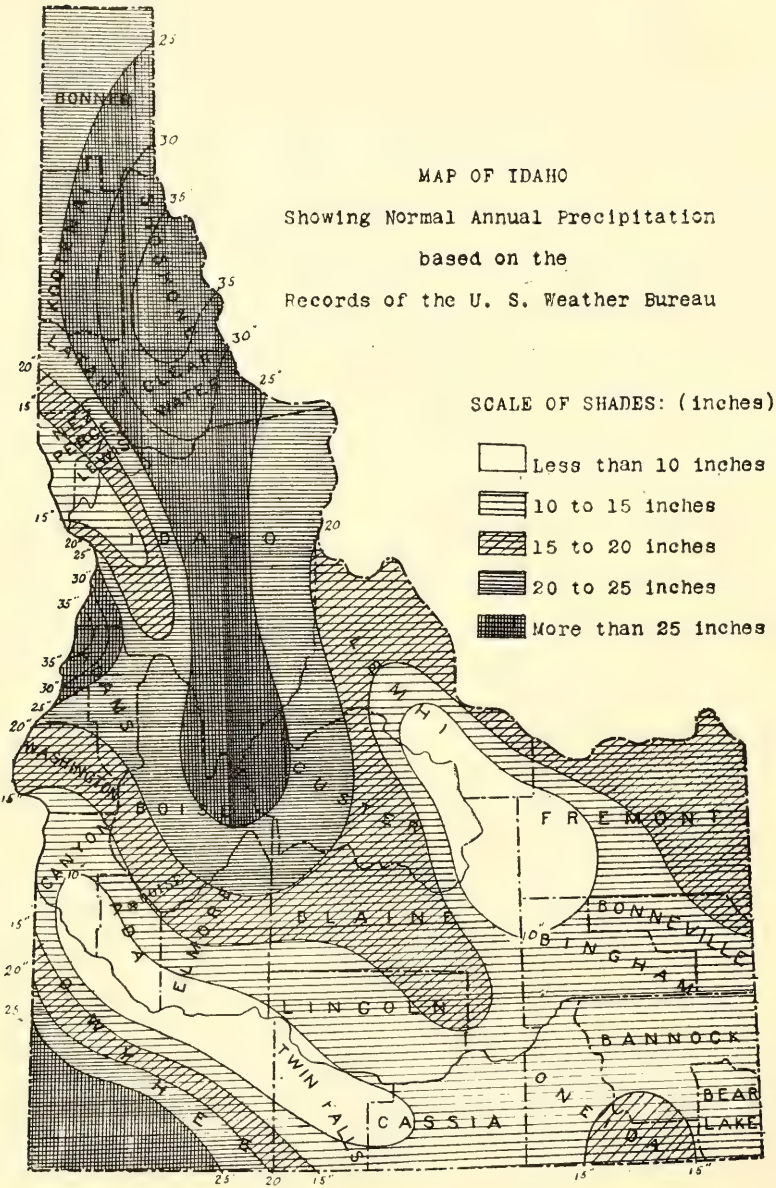 MAP OF IDAHO
Showing Normal Annual Precipitation
based on the
Records of the U. S. Weather Bureau
SCALE OF SHADES: (inches)
Less than 10 inches
10 to 15 inches
15 to 20 inches
20 to 25 inches
More than 25 inches
25"
BONNER
30"
35"
KOOTENAI
SHOSHONE
35
30"
LATAH
CLEAR
WATER
25"
20"
15"
NEZ
PERCE
LEWIS
15"
IDAHO
20
20"
25"
30"
35"
35"
30"
25"
20"
ADAMS
LEMHI
WASHINGTON
15"
BOISE
CUSTER
FREMONT
CANYON
10"
BOISE
ADA
ELMORE
BLAINE
BONNEVILLE
10"
BINGHAM
15"
20"
25"
OWYHEE
LINCOLN
BANNOCK
TWIN FALLS
CASSIA
ONEIDA
BEAR
LAKE
25"
20"
15"
15"
15"